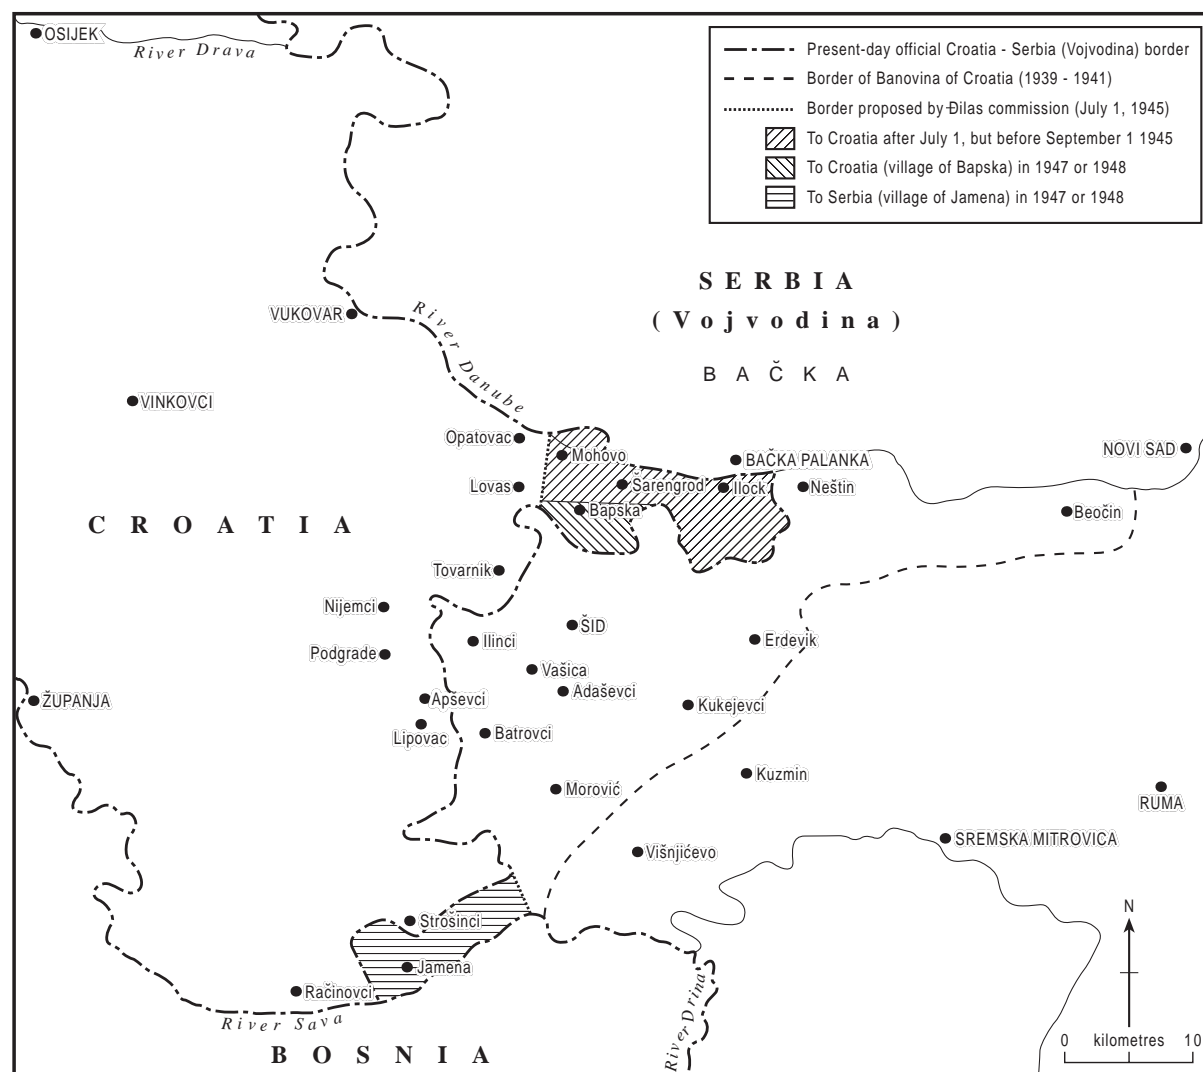 OSIJEK
River Drava
Present-day official Croatia - Serbia (Vojvodina) border
Border of Banovina of Croatia (1939 - 1941)
Border proposed by Đilas commission (July 1, 1945)
To Croatia after July 1, but before September 1 1945
To Croatia (village of Bapska) in 1947 or 1948
To Serbia (village of Jamena) in 1947 or 1948
SERBIA
(Vojvodina)
BAČKA
VUKOVAR
River Danube
VINKOVCI
Opatovac
Mohovo
BAČKA PALANKA
NOVI SAD
Lovas
Šarengrod
Ilock
Neštin
CROATIA
Bapska
Beočin
Tovarnik
Nijemci
ŠID
Ilinci
Erdevik
Podgrade
Vašica
Adaševci
ŽUPANJA
Apsevci
Kukejevci
Lipovac
Batrovci
Kuzmin
Morović
RUMA
SREMSKA MITROVICA
Višnjićevo
Strošinci
N
Jamena
Račinovci
River Sava
River Drina
BOSNIA
0 kilometres 10